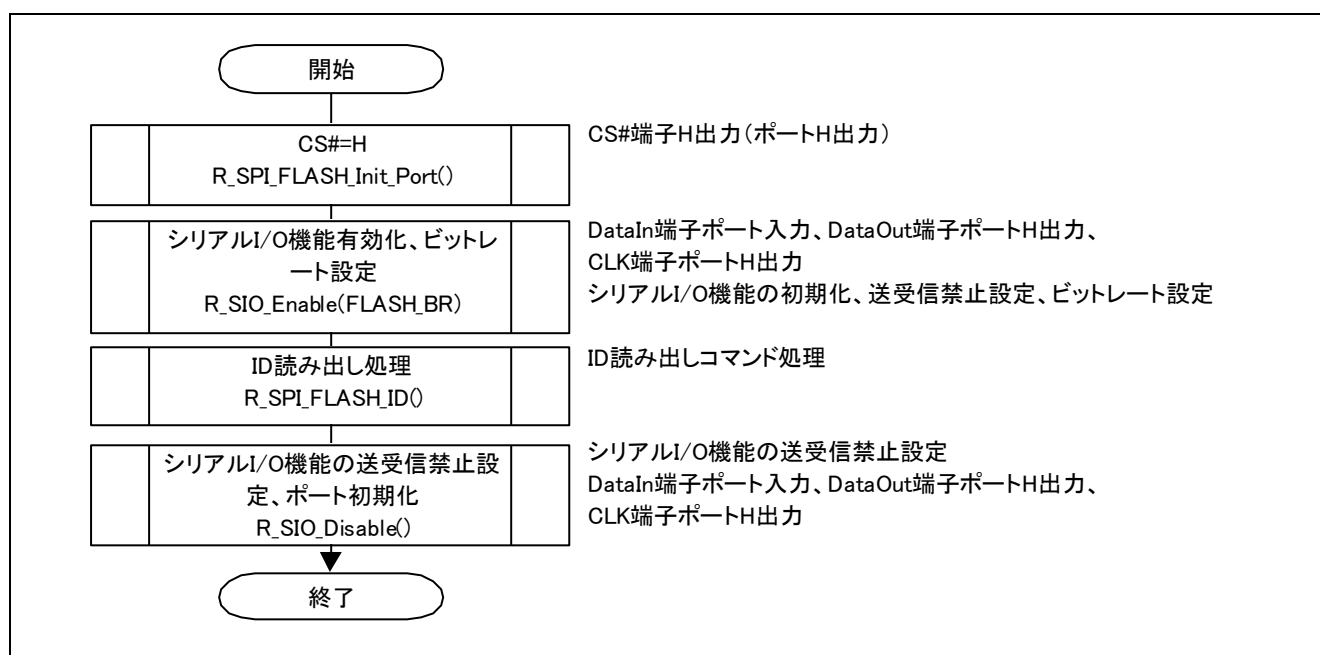 開始
CS#=H
R_SPI_FLASH_Init_Port()
CS#端子H出力(ポートH出力)
シリアルI/O機能有効化、ビットレ
ート設定
R_SIO_Enable(FLASH_BR)
DataIn端子ポート入力、DataOut端子ポートH出力、
CLK端子ポートH出力
シリアルI/O機能の初期化、送受信禁止設定、ビットレート設定
ID読み出し処理
R_SPI_FLASH_ID()
ID読み出しコマンド処理
シリアルI/O機能の送受信禁止設
定、ポート初期化
R_SIO_Disable()
シリアルI/O機能の送受信禁止設定
DataIn端子ポート入力、DataOut端子ポートH出力、
CLK端子ポートH出力
終了